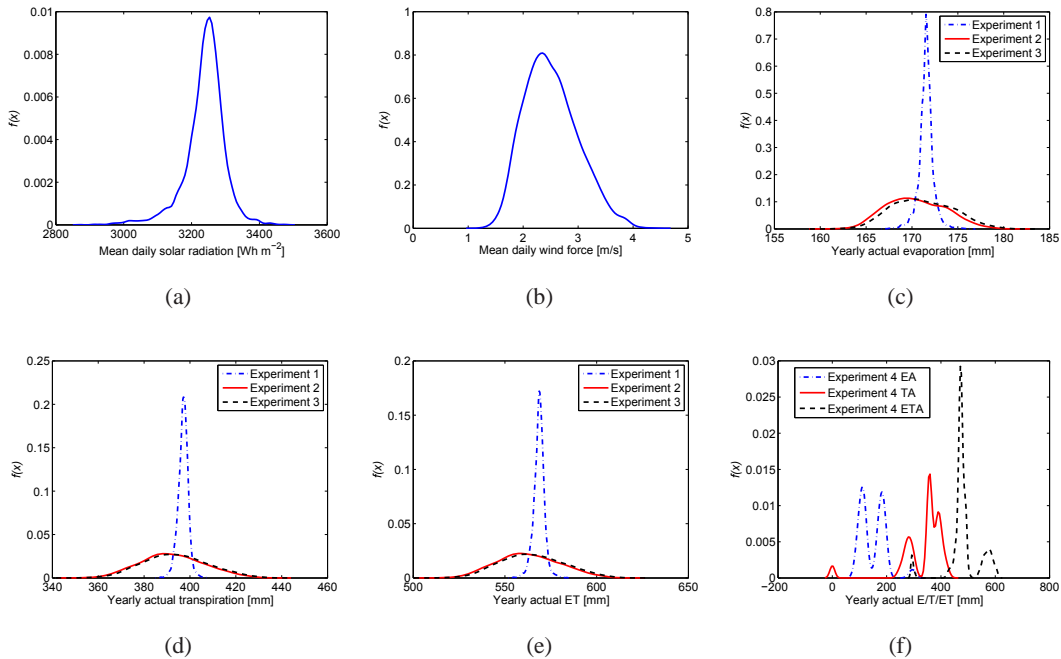 0.01
0.008
0.006
0.004
0.002
0
f(x)
2800
3000
3200
3400
3600
Mean daily solar radiation [Wh m⁻²]
(a)
1
0.8
0.6
0.4
0.2
0
f(x)
0
1
2
3
4
5
Mean daily wind force [m/s]
(b)
0.8
0.7
0.6
0.5
0.4
0.3
0.2
0.1
0
f(x)
Experiment 1
Experiment 2
Experiment 3
155
160
165
170
175
180
185
Yearly actual evaporation [mm]
(c)
0.25
0.2
0.15
0.1
0.05
0
f(x)
Experiment 1
Experiment 2
Experiment 3
340
360
380
400
420
440
460
Yearly actual transpiration [mm]
(d)
0.2
0.15
0.1
0.05
0
f(x)
Experiment 1
Experiment 2
Experiment 3
500
550
600
650
Yearly actual ET [mm]
(e)
0.03
0.025
0.02
0.015
0.01
0.005
0
f(x)
Experiment 4 EA
Experiment 4 TA
Experiment 4 ETA
−200
0
200
400
600
800
Yearly actual E/T/ET [mm]
(f)